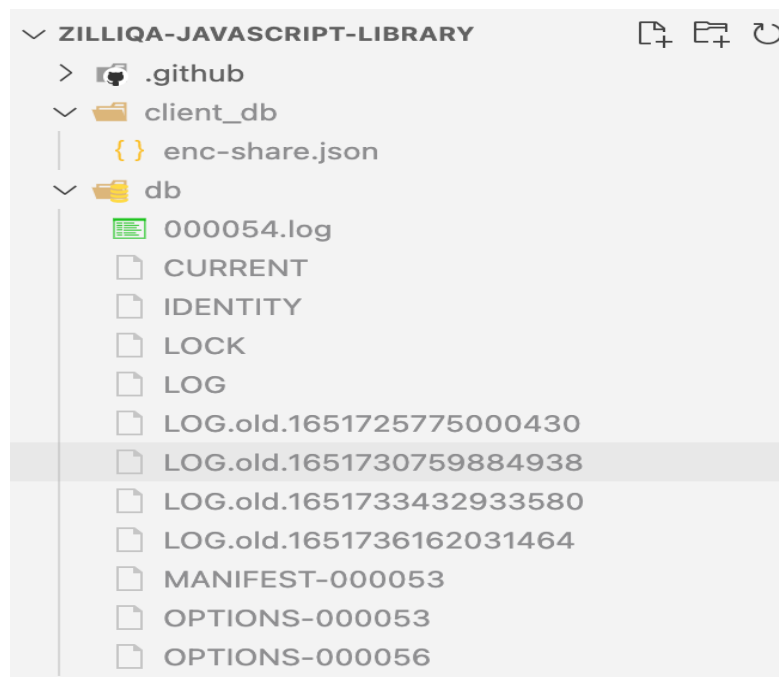 ZILLIQA-JAVASCRIPT-LIBRARY
.github
client_db
enc-share.json
db
000054.log
CURRENT
IDENTITY
LOCK
LOG
LOG.old.1651725775000430
LOG.old.1651730759884938
LOG.old.1651733432933580
LOG.old.1651736162031464
MANIFEST-000053
OPTIONS-000053
OPTIONS-000056